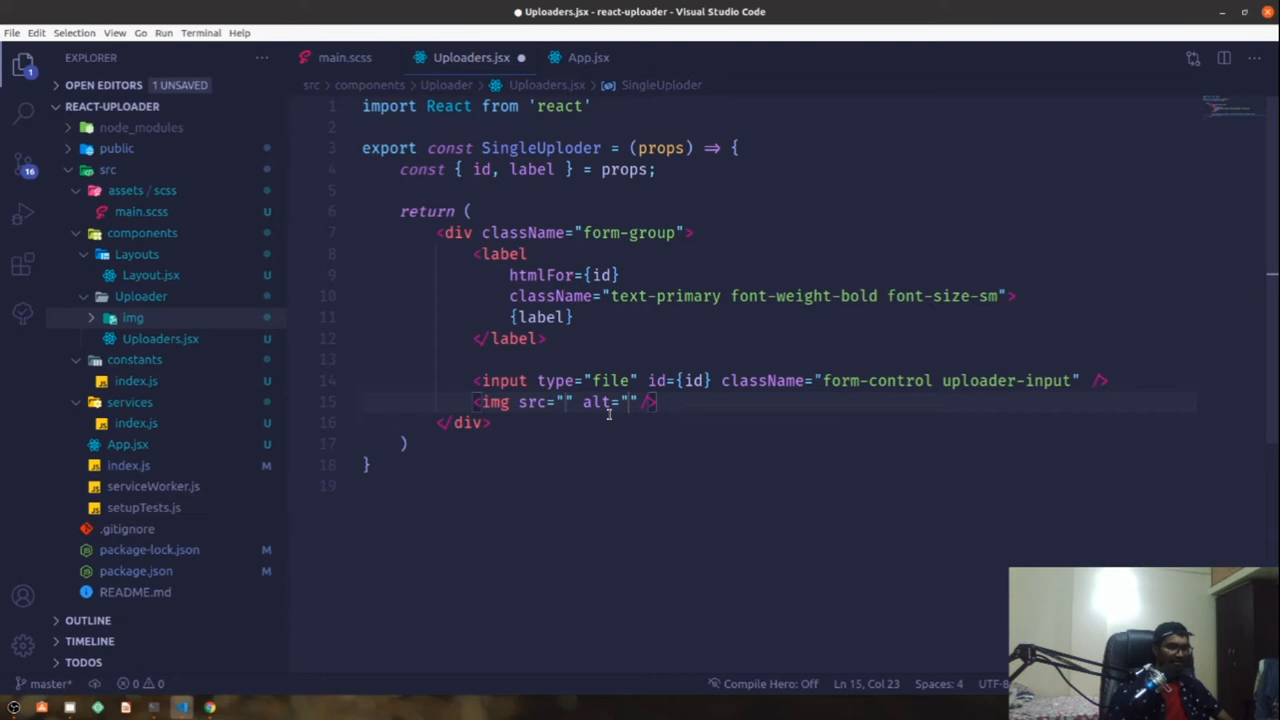 Uploaders.jsx - react-uploader - Visual Studio Code
File Edit Selection View Go Run Terminal Help
EXPLORER
OPEN EDITORS 1 UNSAVED
REACT-UPLOADER
node_modules
public
src
assets / scss
main.scss U
components
Layouts
Layout.jsx U
Uploader
img
Uploaders.jsx U
constants
index.js U
services
index.js U
App.jsx U
index.js M
serviceWorker.js
setupTests.js
.gitignore
package-lock.json M
package.json M
README.md
OUTLINE
TIMELINE
TODOS
1
16
main.scss Uploaders.jsx App.jsx
src > components > Uploader > Uploaders.jsx > SingleUploder
1 import React from 'react'
2
3 export const SingleUploder = (props) => {
4 const { id, label } = props;
5
6 return (
7 <div className="form-group">
8 <label
9 htmlFor={id}
10 className="text-primary font-weight-bold font-size-sm">
11 {label}
12 </label>
13
14 <input type="file" id={id} className="form-control uploader-input" />
15 <img src="" alt=""/>
16 </div>
17 )
18 }
19
master* 0 0 Compile Hero: Off Ln 15, Col 23 Spaces: 4 UTF-8